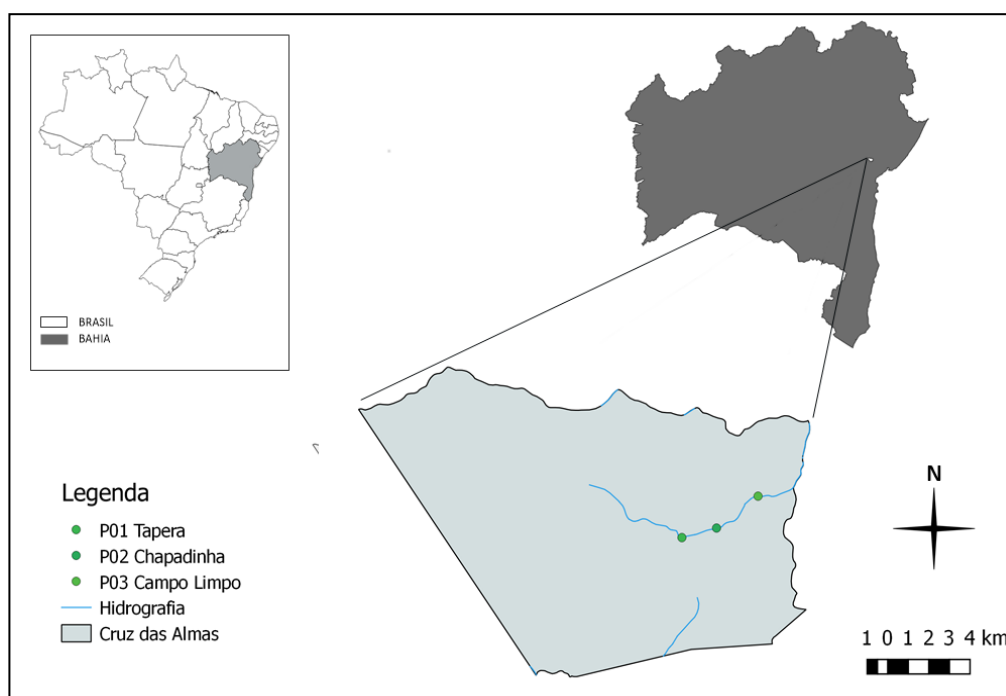 BRASIL
BAHIA
Legenda
P01 Tapera
P02 Chapadinha
P03 Campo Limpo
Hidrografia
Cruz das Almas
N
1 0 1 2 3 4 km